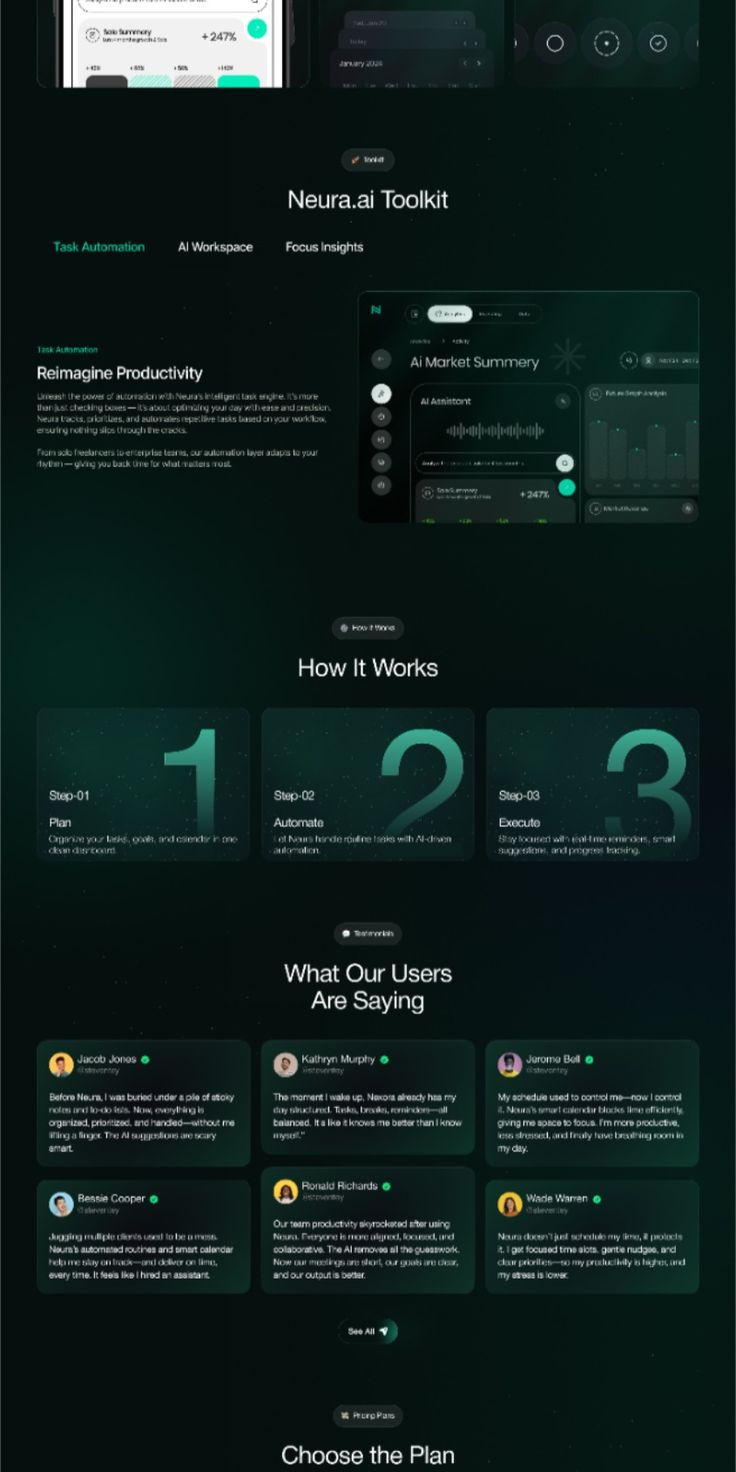 Sale Summary
+247%
Today
January 2024
Toolkit
Neura.ai Toolkit
Task Automation
AI Workspace
Focus Insights
Task Automation
Reimagine Productivity
Unleash the power of automation with Neura's intelligent task engine. It's more
than just checking boxes — it's about optimizing your day with ease and precision.
Neura tracks, prioritizes, and automates repetitive tasks based on your workflow,
ensuring nothing slips through the cracks.
From solo freelancers to enterprise teams, our automation layer adapts to your
rhythm — giving you back time for what matters most.
Analytics
Activity
Ai Market Summery
AI Assistant
Sale Summary
+247%
Future Graph Analysis
Market Revenue
How it Works
How It Works
Step-01
Plan
Organize your tasks, goals, and calendar in one
clean dashboard.
Step-02
Automate
Let Neura handle routine tasks with AI-driven
automation.
Step-03
Execute
Stay focused with real-time reminders, smart
suggestions, and progress tracking.
1
2
3
Testimonials
What Our Users
Are Saying
Jacob Jones
@steventey
Before Neura, I was buried under a pile of sticky
notes and to-do lists. Now, everything is
organized, prioritized, and handled—without me
lifting a finger. The AI suggestions are scary
smart.
Kathryn Murphy
@steventey
The moment I wake up, Nexora already has my
day structured. Tasks, breaks, reminders—all
balanced. It's like it knows me better than I know
myself."
Jerome Bell
@steventey
My schedule used to control me—now I control
it. Neura's smart calendar blocks time efficiently,
giving me space to focus. I'm more productive,
less stressed, and finally have breathing room in
my day.
Bessie Cooper
@steventey
Juggling multiple clients used to be a mess.
Neura's automated routines and smart calendar
help me stay on track—and deliver on time,
every time. It feels like I hired an assistant.
Ronald Richards
@steventey
Our team productivity skyrocketed after using
Neura. Everyone is more aligned, focused, and
collaborative. The AI removes all the guesswork.
Now our meetings are short, our goals are clear,
and our output is better.
Wade Warren
@steventey
Neura doesn't just schedule my time, it protects
it. I get focused time slots, gentle nudges, and
clear priorities—so my productivity is higher, and
my stress is lower.
See All
Pricing Plans
Choose the Plan